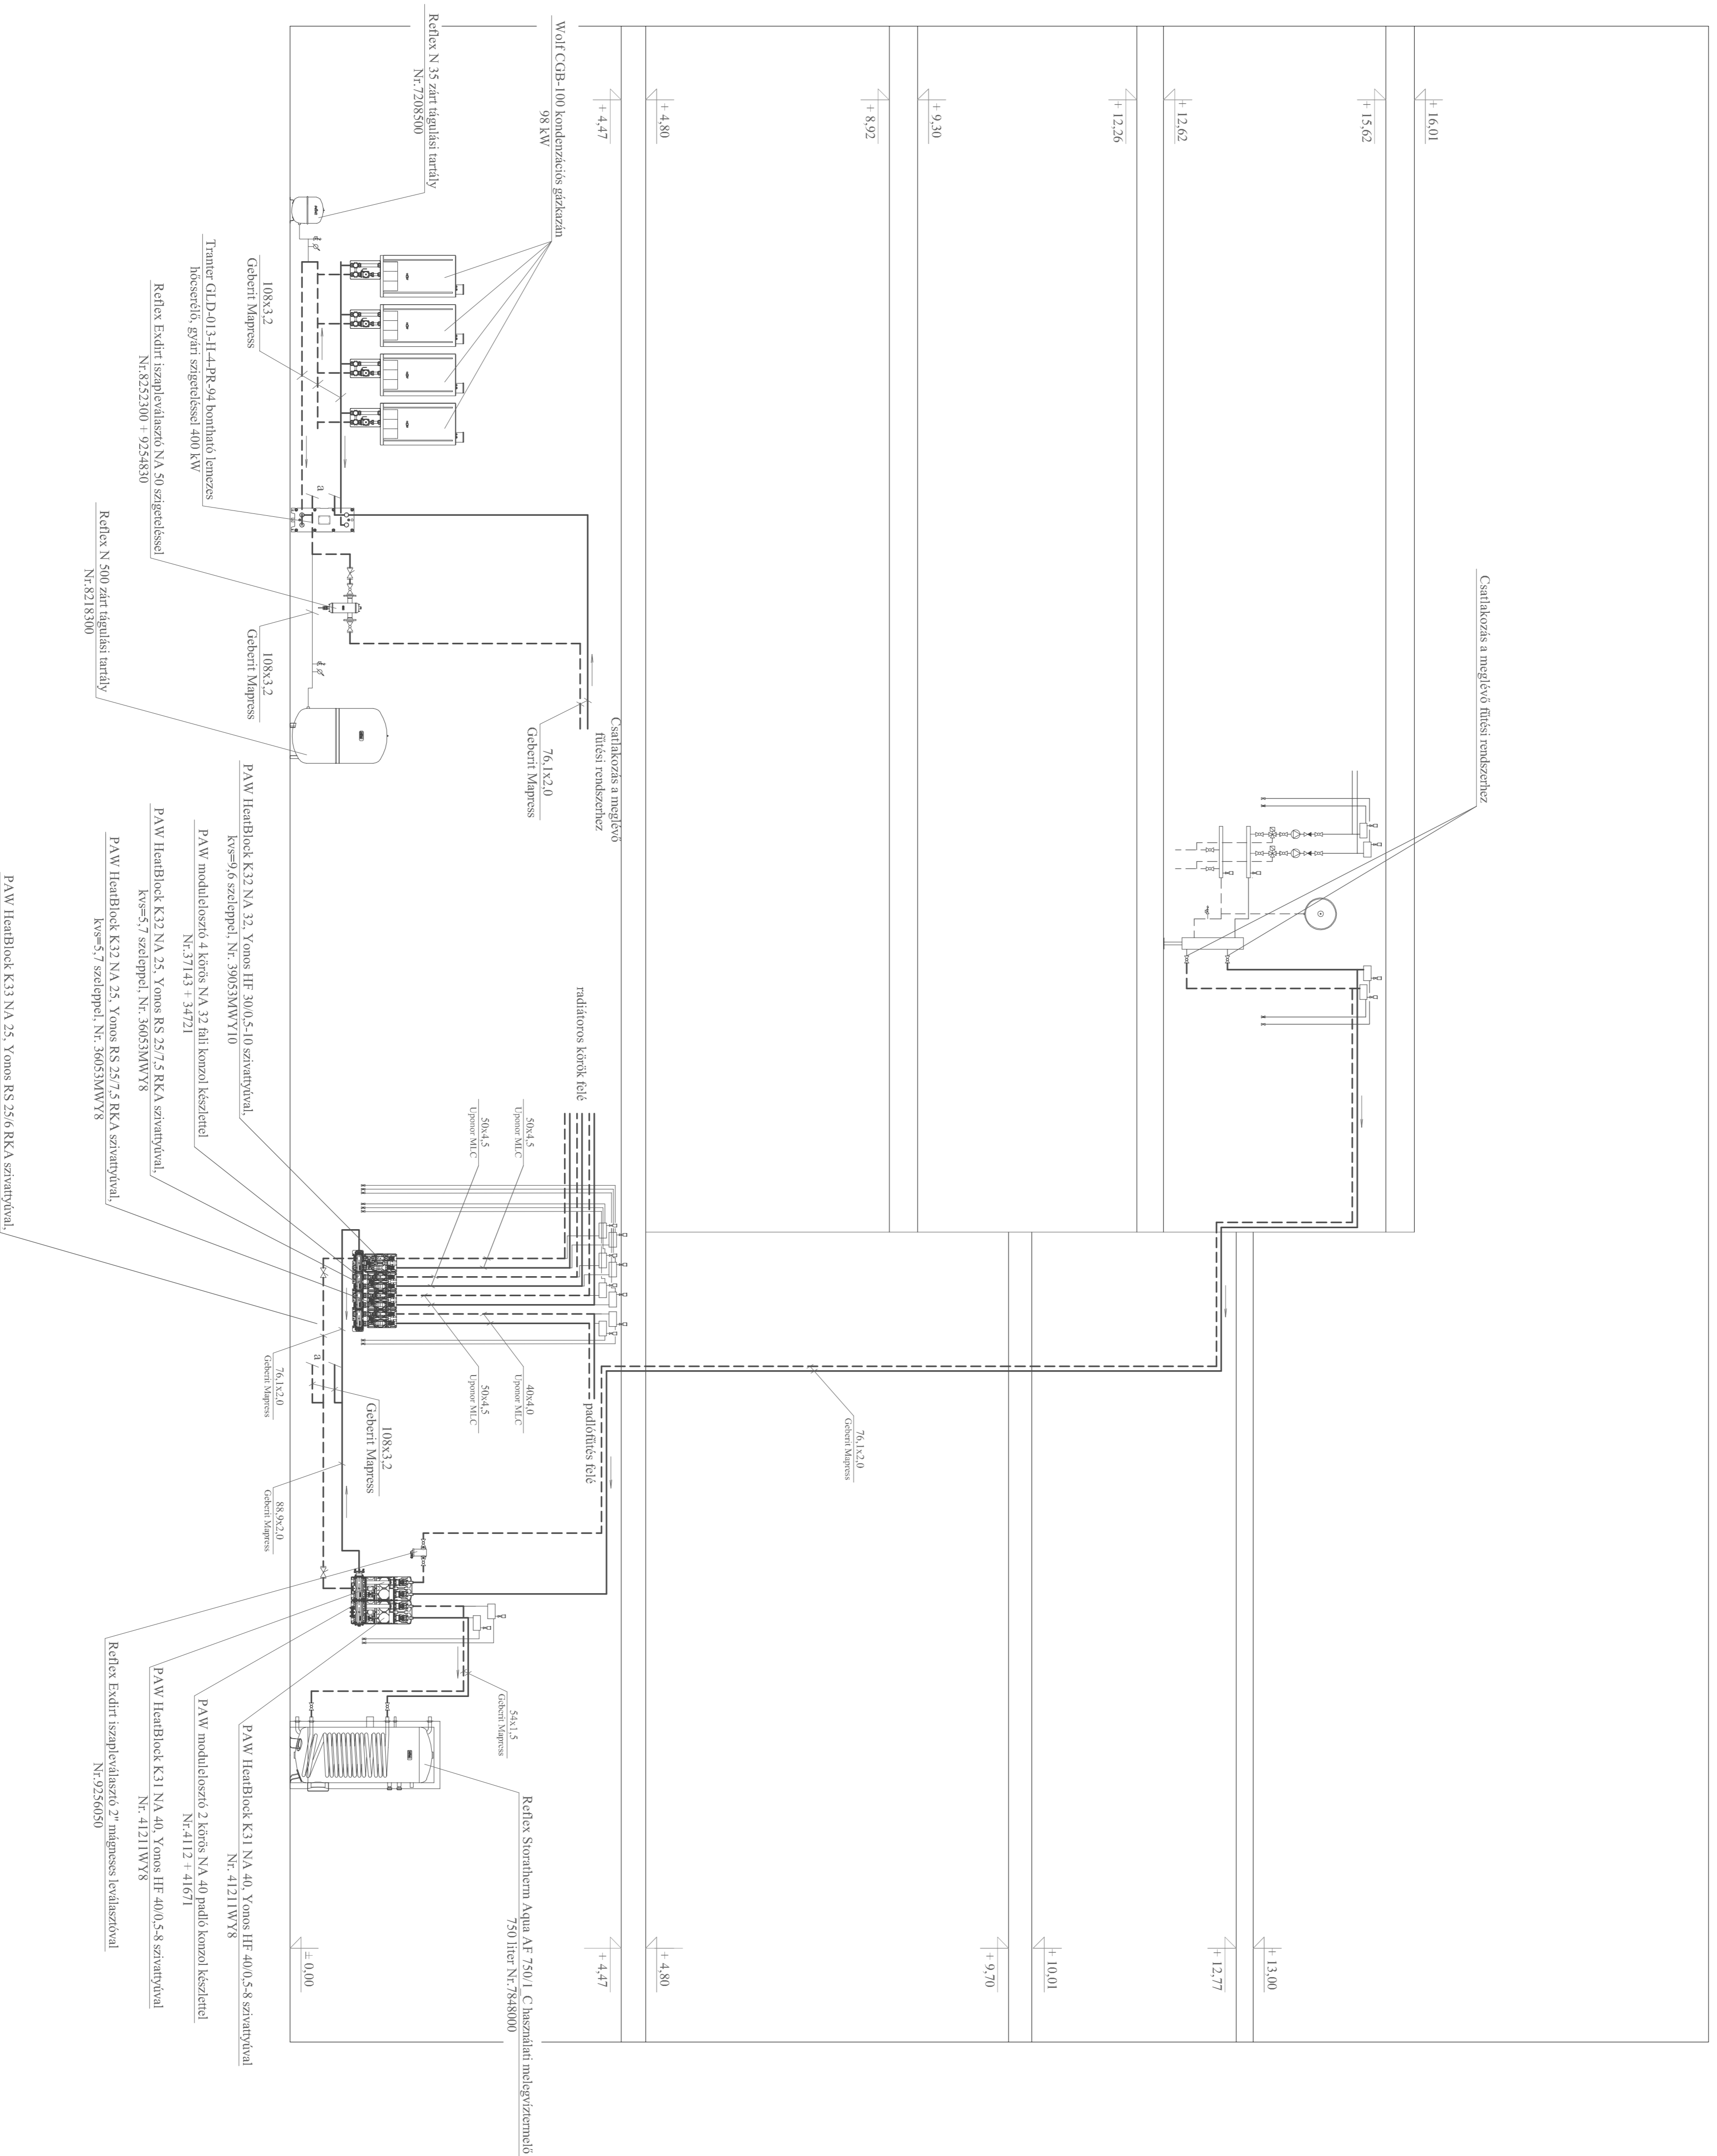 + 16,01
+ 15,62
+ 12,62
+ 12,26
+ 9,30
+ 8,92
+ 4,80
+ 4,47
Wolf CGB-100 kondenzációs gázkazán
98 kW
Reflex N 35 zárt tágulási tartály
Nr.7208500
108x3,2
Geberit Mapress
Tranter GLD-013-H-4-PR-94 bontható lemezes
hőcserélő, gyári szigeteléssel 400 kW
Reflex Exdirt iszapleválasztó NA 50 szigeteléssel
Nr.8252300 + 9254830
Reflex N 500 zárt tágulási tartály
Nr.8218300
a
108x3,2
Geberit Mapress
Csatlakozás a meglévő
fűtési rendszerhez
76,1x2,0
Geberit Mapress
Csatlakozás a meglévő fűtési rendszerhez
PAW HeatBlock K32 NA 32, Yonos HF 30/0,5-10 szivattyúval,
kvs=9,6 szeleppel, Nr. 39053MWY10
PAW modulelosztó 4 körös NA 32 fali konzol készlettel
Nr.37143 + 34721
PAW HeatBlock K32 NA 25, Yonos RS 25/7,5 RKA szivattyúval,
kvs=5,7 szeleppel, Nr. 36053MWY8
PAW HeatBlock K32 NA 25, Yonos RS 25/7,5 RKA szivattyúval,
kvs=5,7 szeleppel, Nr. 36053MWY8
PAW HeatBlock K33 NA 25, Yonos RS 25/6 RKA szivattyúval,
radiátoros körök felé
50x4,5
Uponor MLC
50x4,5
Uponor MLC
40x4,0
Uponor MLC
50x4,5
Uponor MLC
padlófűtés felé
a
76,1x2,0
Geberit Mapress
108x3,2
Geberit Mapress
88,9x2,0
Geberit Mapress
76,1x2,0
Geberit Mapress
54x1,5
Geberit Mapress
Reflex Storatherm Aqua AF 750/1_C használati melegvíztermelő
750 liter Nr.7848000
PAW HeatBlock K31 NA 40, Yonos HF 40/0,5-8 szivattyúval
Nr. 41211WY8
PAW modulelosztó 2 körös NA 40 padló konzol készlettel
Nr.4112 + 41671
PAW HeatBlock K31 NA 40, Yonos HF 40/0,5-8 szivattyúval
Nr. 41211WY8
Reflex Exdirt iszapleválasztó 2" mágneses leválasztóval
Nr.9256050
+ 13,00
+ 12,77
+ 10,01
+ 9,70
+ 4,80
+ 4,47
± 0,00